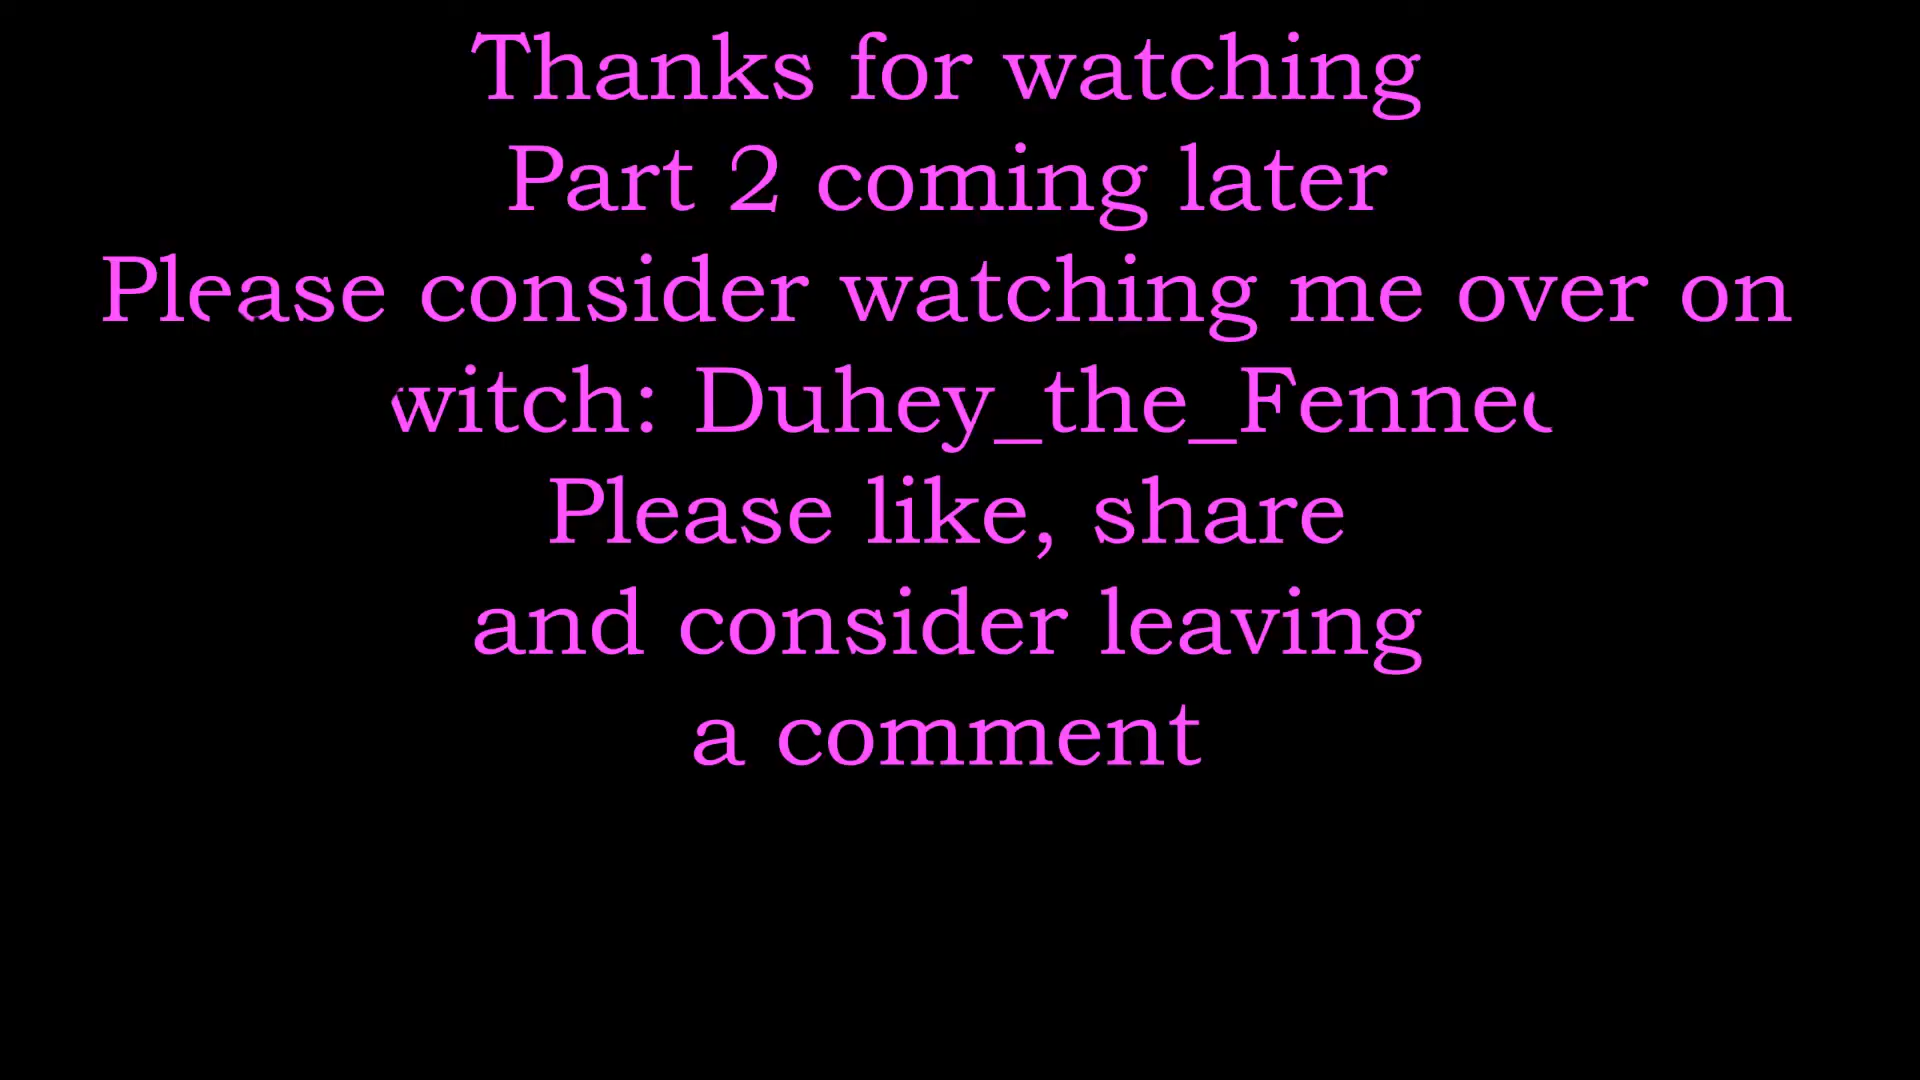 Thanks for watching
Part 2 coming later
Please consider watching me over on
witch: Duhey_the_Fennec
Please like, share
and consider leaving
a comment